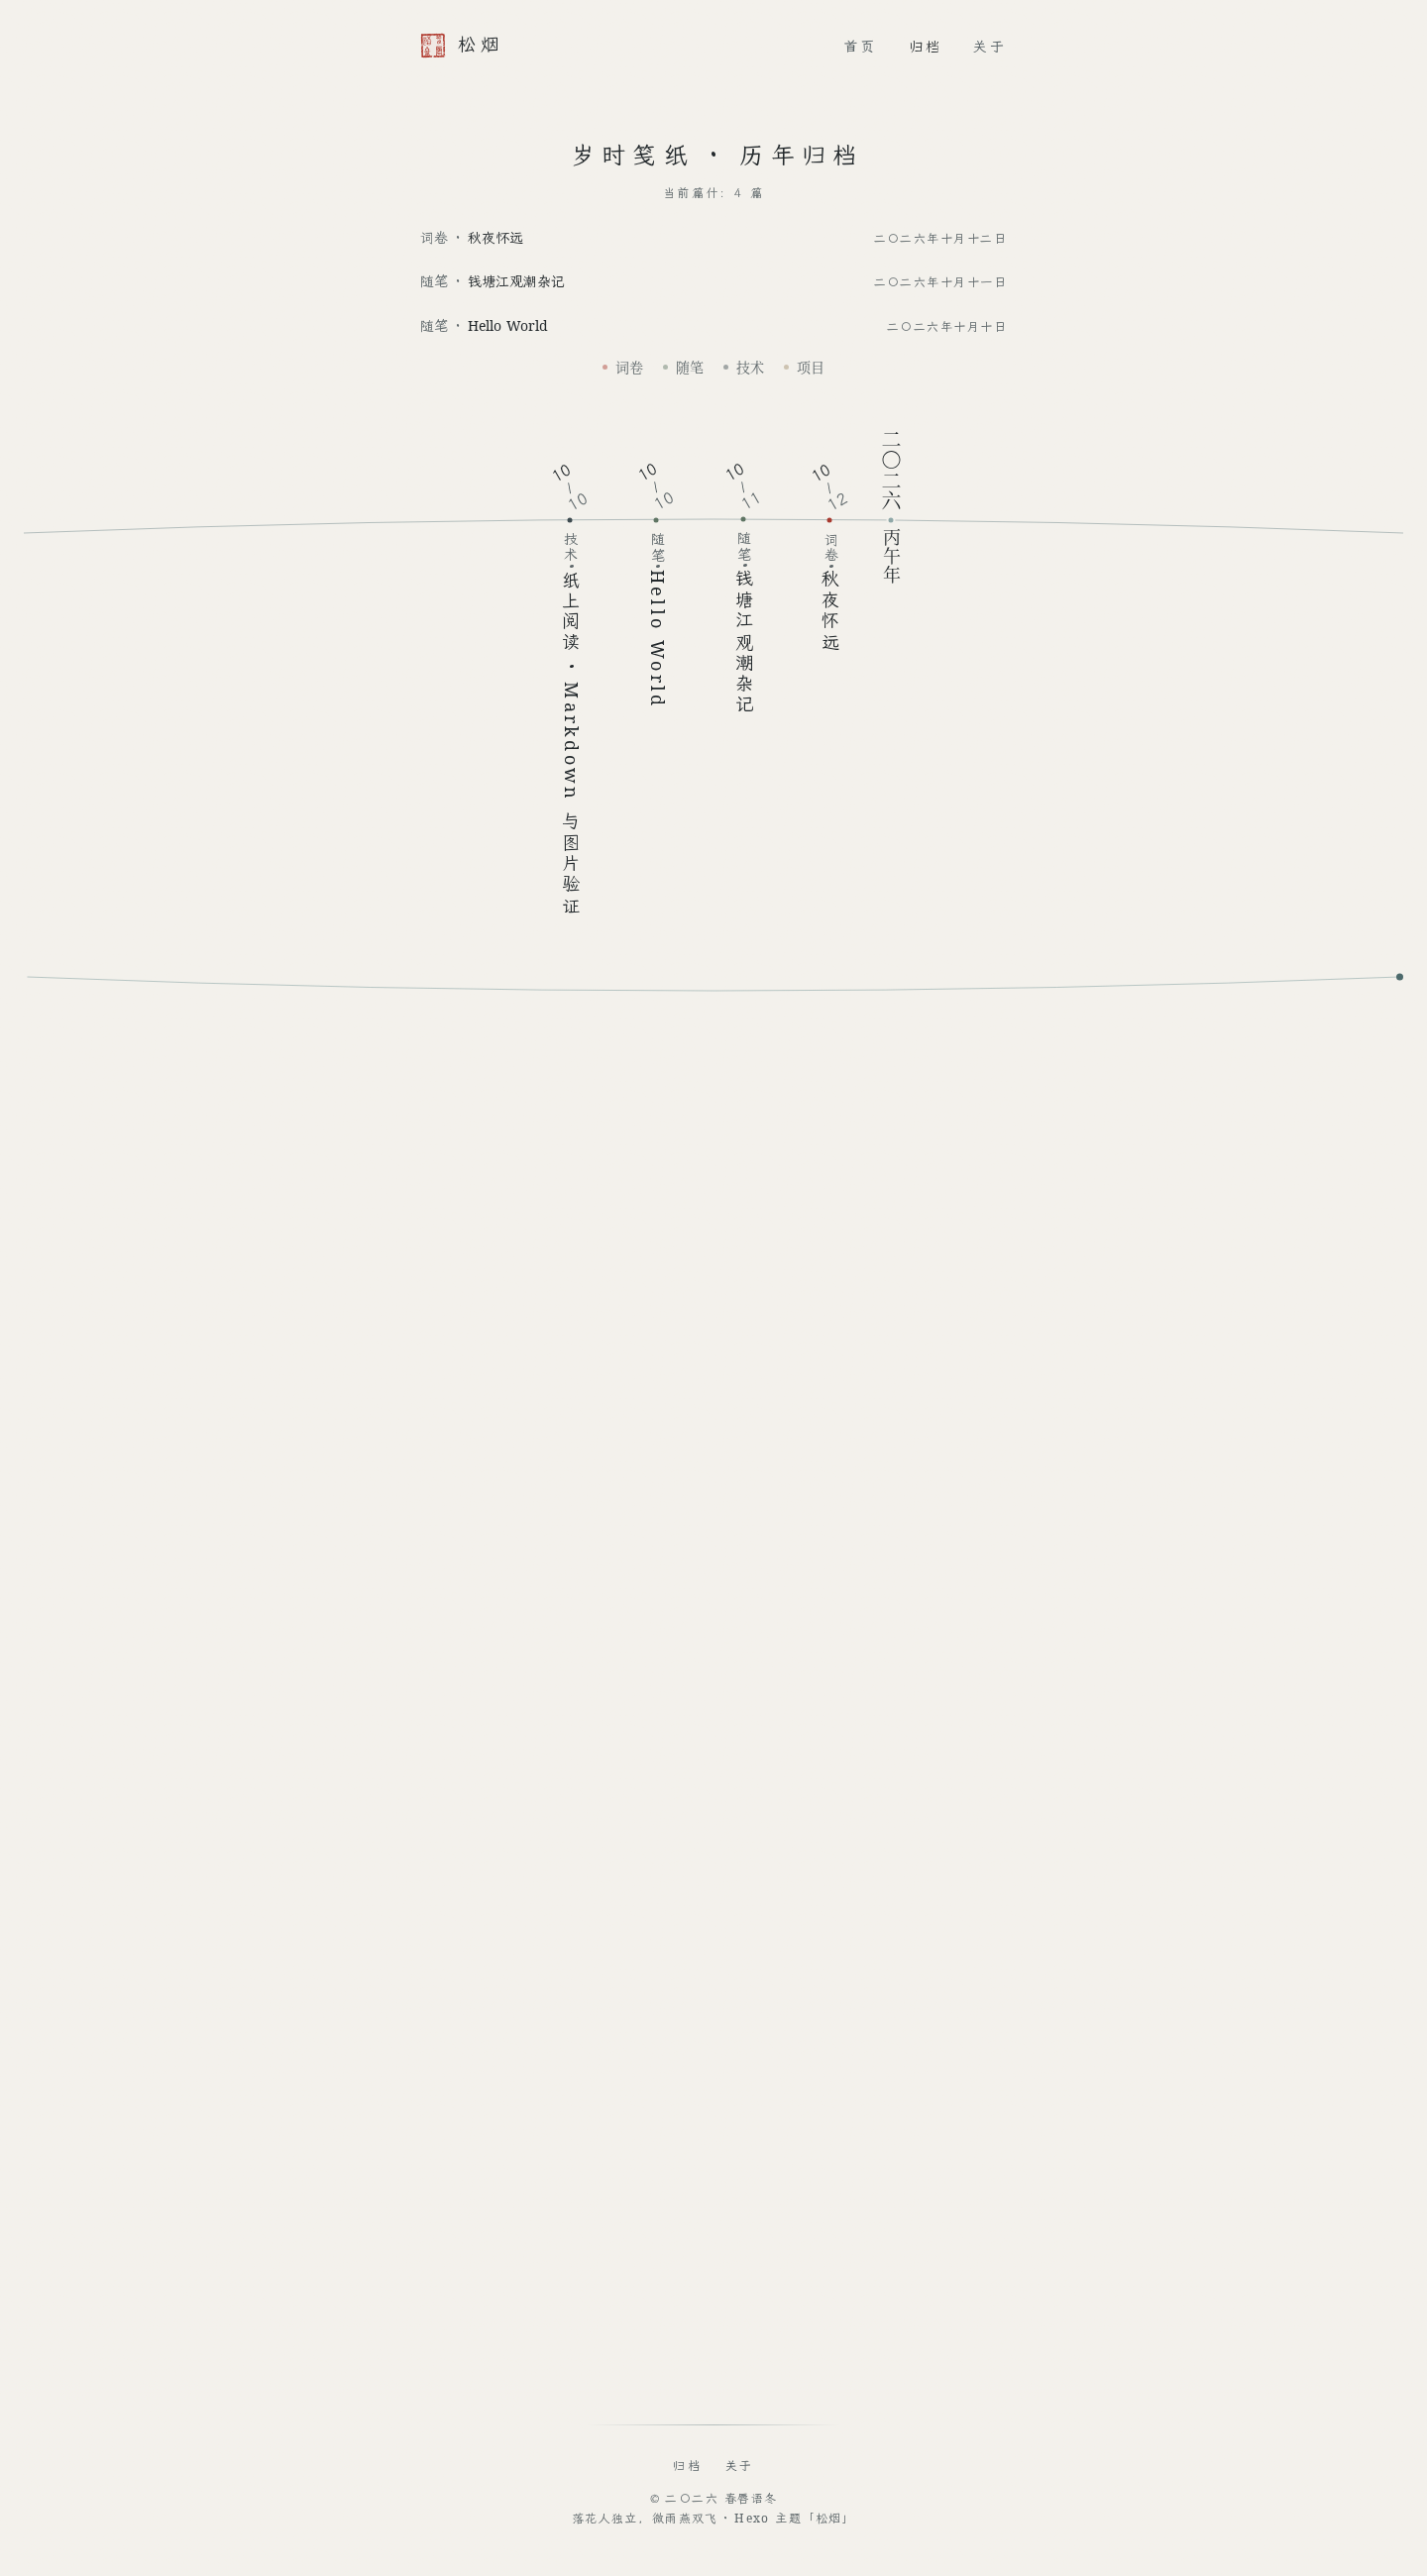 松烟
首页 归档 关于
岁时笺纸 · 历年归档
当前篇什：4 篇
词卷 · 秋夜怀远 二〇二六年十月十二日
随笔 · 钱塘江观潮杂记 二〇二六年十月十一日
随笔 · Hello World 二〇二六年十月十日
词卷 随笔 技术 项目
二〇二六
丙午年
10
12
词卷·秋夜怀远
10
11
随笔·钱塘江观潮杂记
10
10
随笔·Hello World
10
10
技术·纸上阅读 · Markdown 与图片验证
归档 关于
© 二〇二六 春唇语冬
落花人独立，微雨燕双飞 · Hexo 主题「松烟」